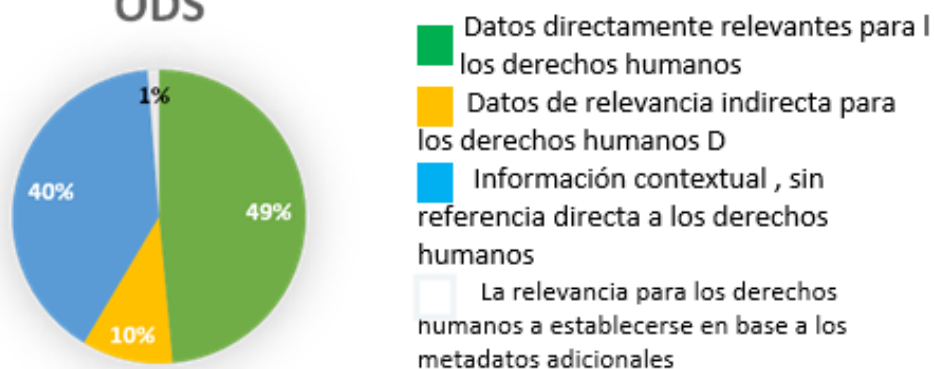 ODS
1%
40%
49%
10%
Datos directamente relevantes para l
los derechos humanos
Datos de relevancia indirecta para
los derechos humanos D
Información contextual , sin
referencia directa a los derechos
humanos
La relevancia para los derechos
humanos a establecerse en base a los
metadatos adicionales